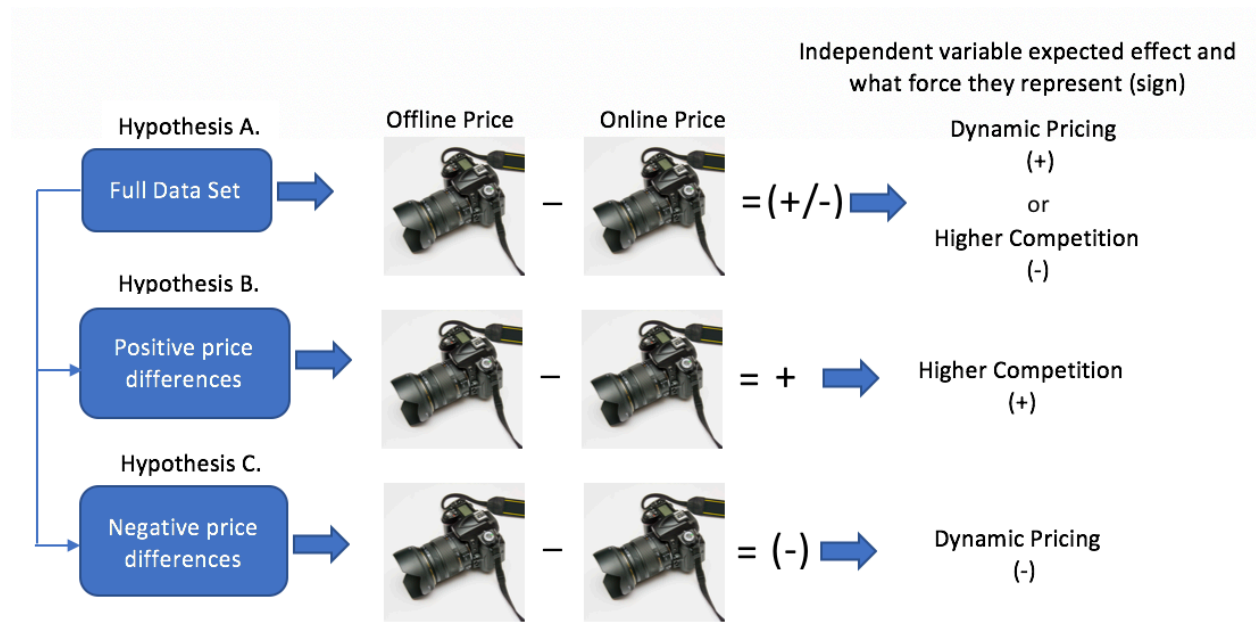 Independent variable expected effect and
what force they represent (sign)
Hypothesis A.
Offline Price
Online Price
Dynamic Pricing
(+)
Full Data Set
–
=(+/-)
or
Higher Competition
(-)
Hypothesis B.
Positive price
differences
–
= +
Higher Competition
(+)
Hypothesis C.
Negative price
differences
–
= (-)
Dynamic Pricing
(-)